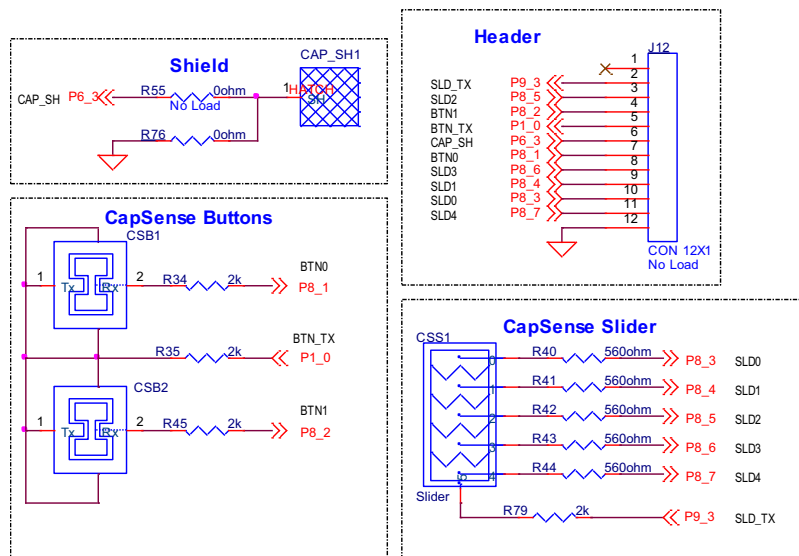 Shield
CAP_SH1
CAP_SH P6_3 R55 0ohm 1 HATCH
No Load SH
R76 0ohm
Header
J12
1
SLD_TX P9_3 2
SLD2 P8_5 3
BTN1 P8_2 4
BTN_TX P1_0 5
CAP_SH P6_3 6
BTN0 P8_1 7
SLD3 P8_6 8
SLD1 P8_4 9
SLD0 P8_3 10
SLD4 P8_7 11
12
CON 12X1
No Load
CapSense Buttons
CSB1
BTN0
1 Tx Rx 2 R34 2k P8_1
BTN_TX
R35 2k P1_0
CSB2
BTN1
1 Tx Rx 2 R45 2k P8_2
CapSense Slider
CSS1
0 R40 560ohm P8_3 SLD0
1 R41 560ohm P8_4 SLD1
2 R42 560ohm P8_5 SLD2
3 R43 560ohm P8_6 SLD3
4 R44 560ohm P8_7 SLD4
5
Slider
R79 2k P9_3 SLD_TX